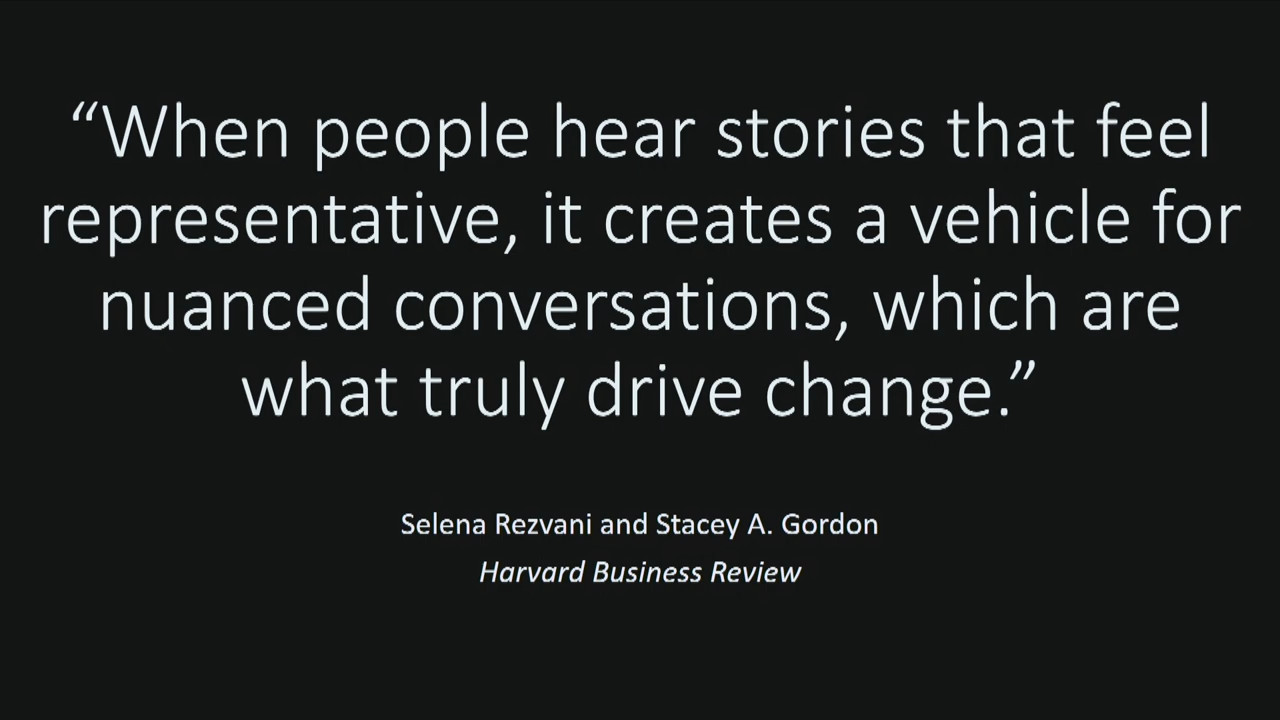 “When people hear stories that feel
representative, it creates a vehicle for
nuanced conversations, which are
what truly drive change.”
Selena Rezvani and Stacey A. Gordon
Harvard Business Review